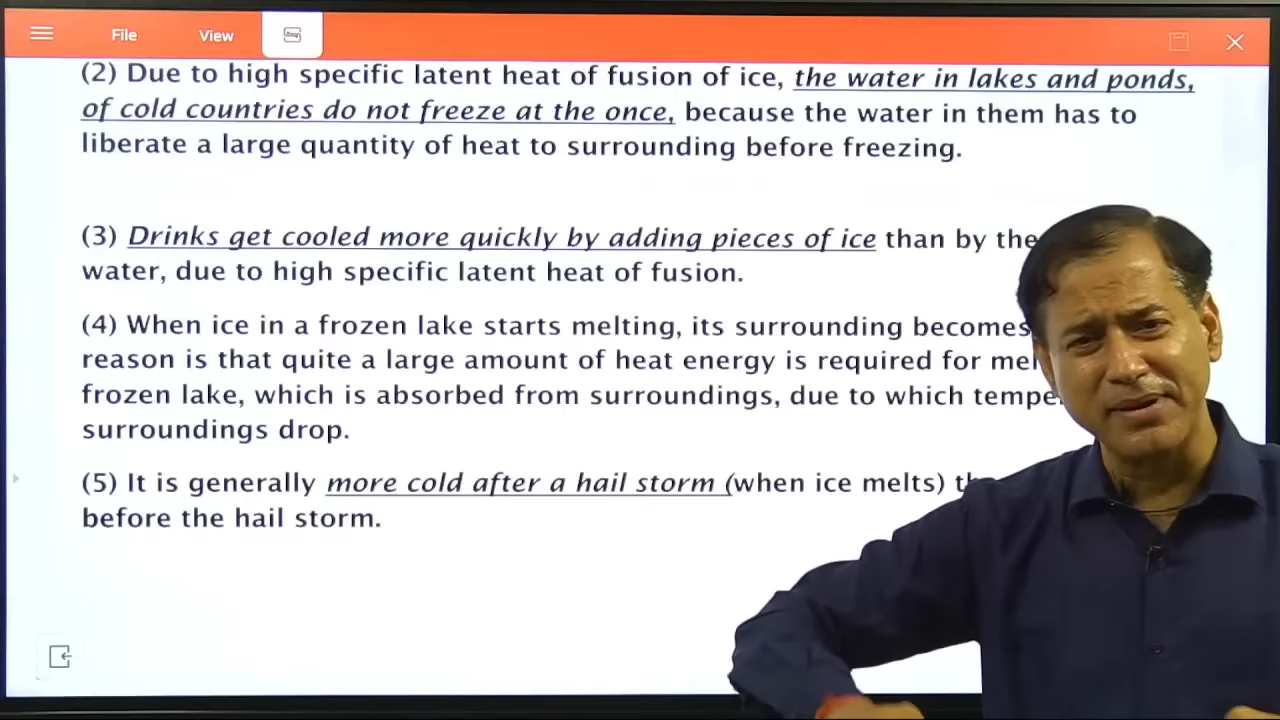 File View
(2) Due to high specific latent heat of fusion of ice, the water in lakes and ponds,
of cold countries do not freeze at the once, because the water in them has to
liberate a large quantity of heat to surrounding before freezing.
(3) Drinks get cooled more quickly by adding pieces of ice than by the
water, due to high specific latent heat of fusion.
(4) When ice in a frozen lake starts melting, its surrounding becomes
reason is that quite a large amount of heat energy is required for
frozen lake, which is absorbed from surroundings, due to which
surroundings drop.
(5) It is generally more cold after a hail storm (when ice melts)
before the hail storm.